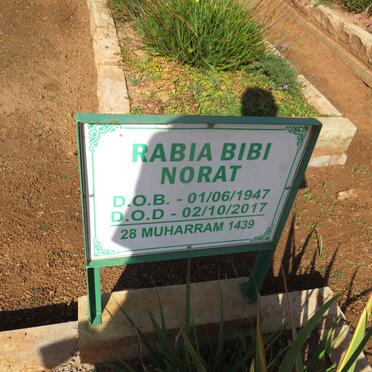 RABIA BIBI
NORAT
D.O.B. - 01/06/1947
D.O.D - 02/10/2017
28 MUHARRAM 1439